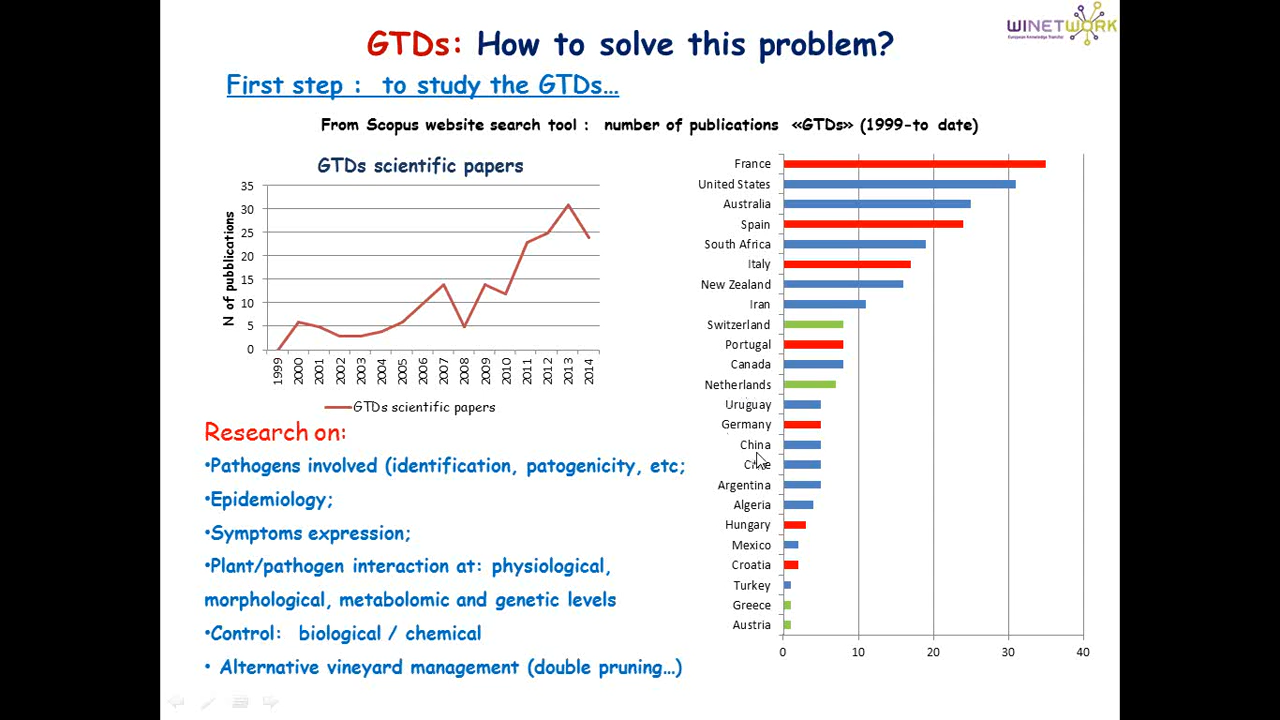 WINETWORK
European Knowledge Transfer
GTDs: How to solve this problem?
First step : to study the GTDs...
From Scopus website search tool : number of publications «GTDs» (1999-to date)
GTDs scientific papers
N of pubblications
35
30
25
20
15
10
5
0
1999 2000 2001 2002 2003 2004 2005 2006 2007 2008 2009 2010 2011 2012 2013 2014
GTDs scientific papers
Research on:
•Pathogens involved (identification, patogenicity, etc;
•Epidemiology;
•Symptoms expression;
•Plant/pathogen interaction at: physiological,
morphological, metabolomic and genetic levels
•Control: biological / chemical
• Alternative vineyard management (double pruning...)
France
United States
Australia
Spain
South Africa
Italy
New Zealand
Iran
Switzerland
Portugal
Canada
Netherlands
Uruguay
Germany
China
Argentina
Algeria
Hungary
Mexico
Croatia
Turkey
Greece
Austria
0 10 20 30 40